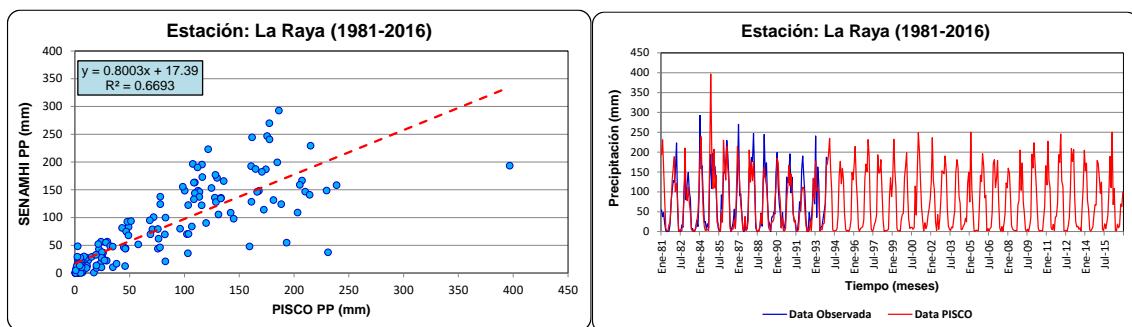 Estación: La Raya (1981-2016)
y = 0.8003x + 17.39
R² = 0.6693
SENAMHI PP (mm)
400
350
300
250
200
150
100
50
0
0 50 100 150 200 250 300 350 400 450
PISCO PP (mm)
Estación: La Raya (1981-2016)
Precipitación (mm)
450
400
350
300
250
200
150
100
50
0
Ene-81 Jul-82 Ene-84 Jul-85 Ene-87 Jul-88 Ene-90 Jul-91 Ene-93 Jul-94 Ene-96 Jul-97 Ene-99 Jul-00 Ene-02 Jul-03 Ene-05 Jul-06 Ene-08 Jul-09 Ene-11 Jul-12 Ene-14 Jul-15
Tiempo (meses)
Data Observada Data PISCO